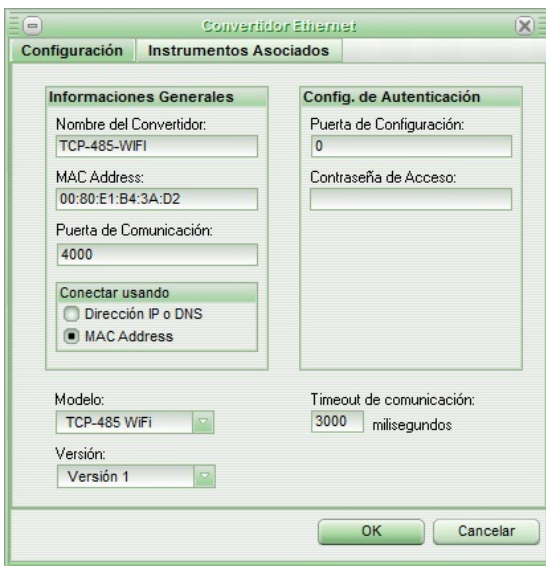 Convertidor Ethernet
Configuración
Instrumentos Asociados
Informaciones Generales
Nombre del Convertidor:
TCP-485-WIFI
MAC Address:
00:80:E1:B4:3A:D2
Puerta de Comunicación:
4000
Conectar usando
Dirección IP o DNS
MAC Address
Config. de Autenticación
Puerta de Configuración:
0
Contraseña de Acceso:
Modelo:
TCP-485 WiFi
Versión:
Versión 1
Timeout de comunicación:
3000 milisegundos
OK
Cancelar